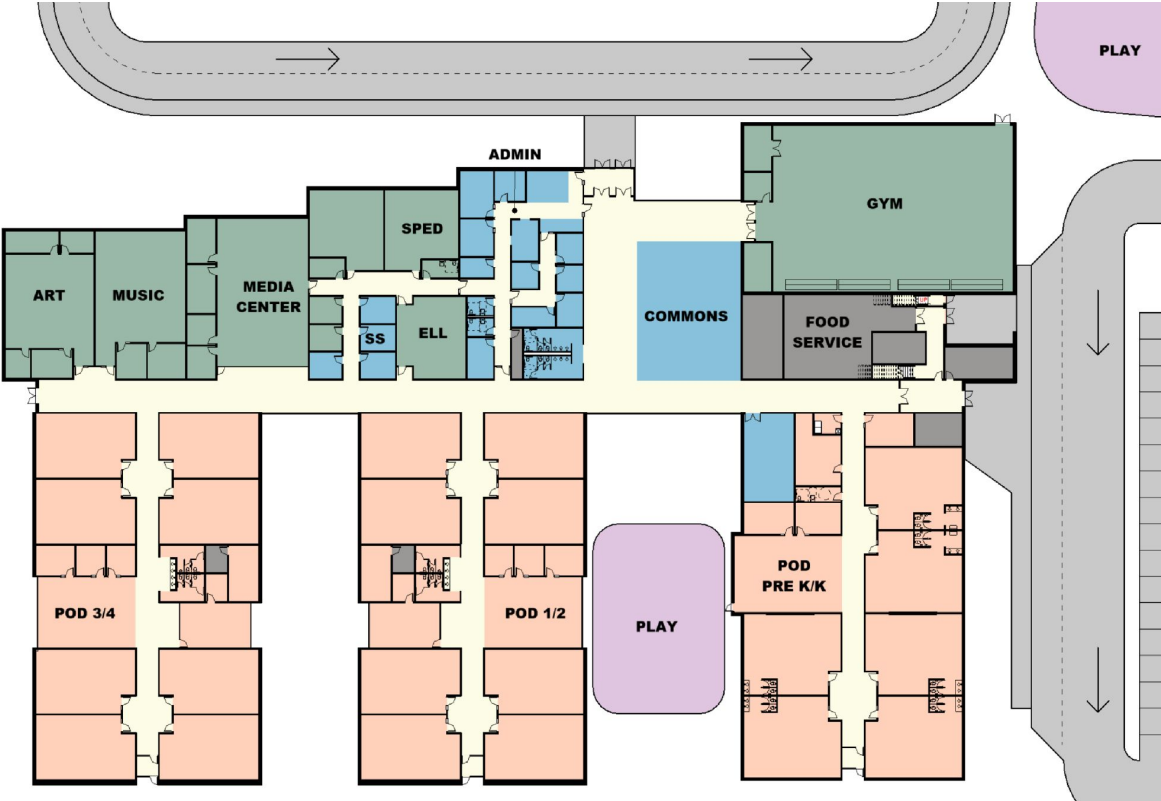 PLAY
ADMIN
GYM
SPED
ART
MUSIC
MEDIA
CENTER
SS
ELL
COMMONS
FOOD
SERVICE
UP
POD 3/4
POD 1/2
PLAY
POD
PRE K/K